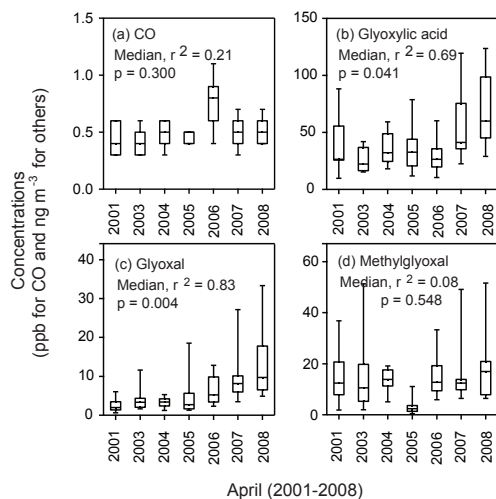 (a) CO
Median, r 2 = 0.21
p = 0.300
1.5
1.0
0.5
0.0
2001 2003 2004 2005 2006 2007 2008
(b) Glyoxylic acid
Median, r 2 = 0.69
p = 0.041
150
100
50
0
2001 2003 2004 2005 2006 2007 2008
Concentrations
(ppb for CO and ng m⁻³ for others)
(c) Glyoxal
Median, r 2 = 0.83
p = 0.004
40
30
20
10
0
2001 2003 2004 2005 2006 2007 2008
(d) Methylglyoxal
Median, r 2 = 0.08
p = 0.548
60
40
20
0
2001 2003 2004 2005 2006 2007 2008
April (2001-2008)